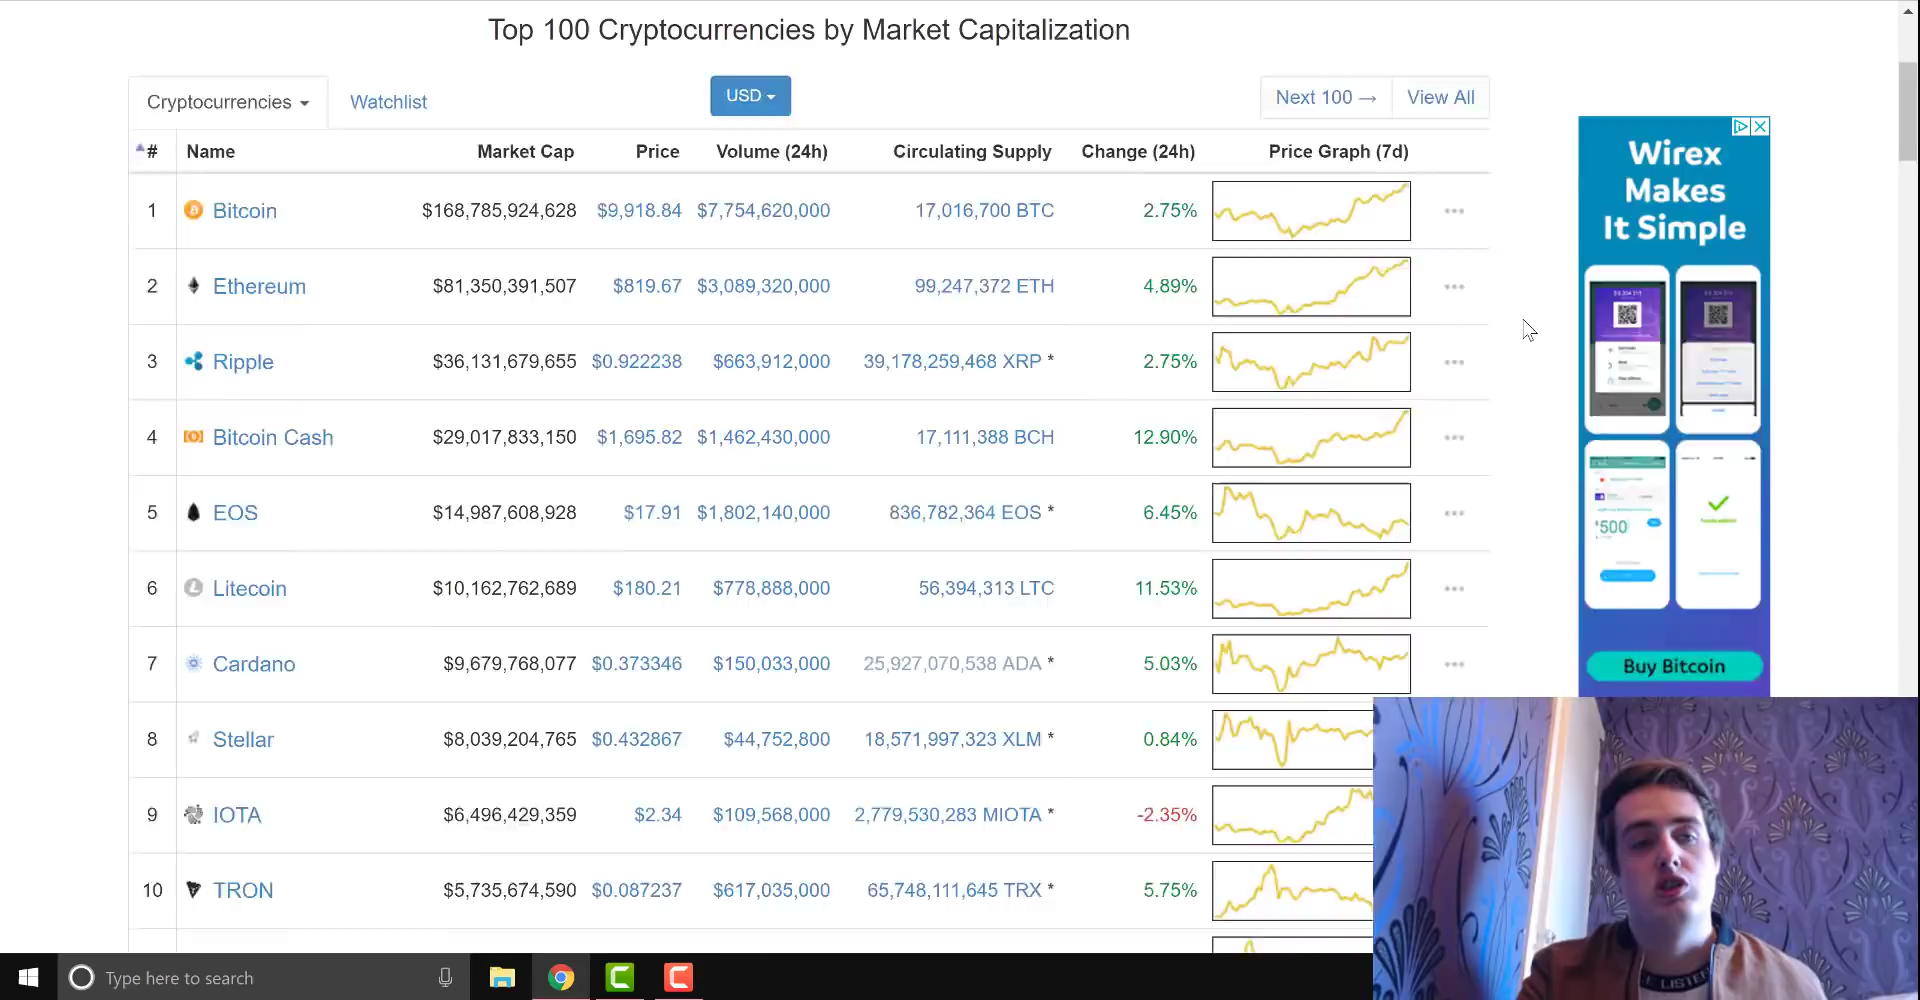 Top 100 Cryptocurrencies by Market Capitalization
Cryptocurrencies Watchlist USD Next 100 → View All
# Name Market Cap Price Volume (24h) Circulating Supply Change (24h) Price Graph (7d)
1 Bitcoin $168,785,924,628 $9,918.84 $7,754,620,000 17,016,700 BTC 2.75%
2 Ethereum $81,350,391,507 $819.67 $3,089,320,000 99,247,372 ETH 4.89%
3 Ripple $36,131,679,655 $0.922238 $663,912,000 39,178,259,468 XRP * 2.75%
4 Bitcoin Cash $29,017,833,150 $1,695.82 $1,462,430,000 17,111,388 BCH 12.90%
5 EOS $14,987,608,928 $17.91 $1,802,140,000 836,782,364 EOS * 6.45%
6 Litecoin $10,162,762,689 $180.21 $778,888,000 56,394,313 LTC 11.53%
7 Cardano $9,679,768,077 $0.373346 $150,033,000 25,927,070,538 ADA * 5.03%
8 Stellar $8,039,204,765 $0.432867 $44,752,800 18,571,997,323 XLM * 0.84%
9 IOTA $6,496,429,359 $2.34 $109,568,000 2,779,530,283 MIOTA * -2.35%
10 TRON $5,735,674,590 $0.087237 $617,035,000 65,748,111,645 TRX * 5.75%
Wirex
Makes
It Simple
$500
Buy Bitcoin
Type here to search